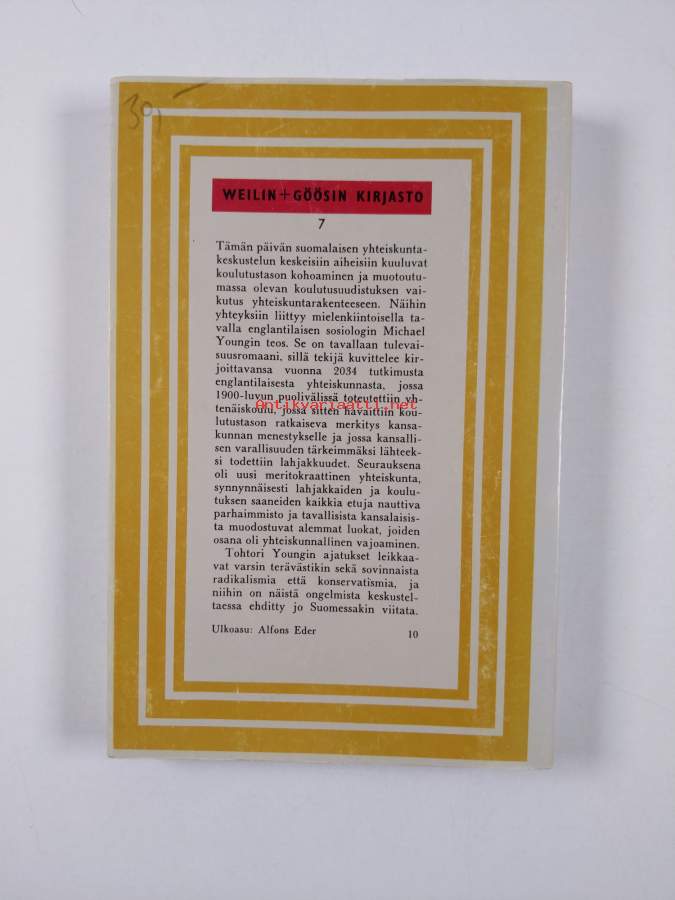 30,-
WEILIN+GÖÖSIN KIRJASTO
7
Tämän päivän suomalaisen yhteiskunta-
keskustelun keskeisiin aiheisiin kuuluvat
koulutustason kohoaminen ja muotoutu-
massa olevan koulutusuudistuksen vai-
kutus yhteiskuntarakenteeseen. Näihin
yhteyksiin liittyy mielenkiintoisella ta-
valla englantilaisen sosiologin Michael
Youngin teos. Se on tavallaan tulevai-
suusromaani, sillä tekijä kuvittelee kir-
joittavansa vuonna 2034 tutkimusta
englantilaisesta yhteiskunnasta, jossa
1900-luvun puolivälissä toteutettiin yh-
Antikvariaatti.net
tenäiskoulu, jossa sitten havaittiin kou-
lutustason ratkaiseva merkitys kansa-
kunnan menestykselle ja jossa kansalli-
sen varallisuuden tärkeimmäksi lähteek-
si todettiin lahjakkuudet. Seurauksena
oli uusi meritokraattinen yhteiskunta,
synnynnäisesti lahjakkaiden ja koulu-
tuksen saaneiden kaikkia etuja nauttiva
parhaimmisto ja tavallisista kansalaisis-
ta muodostuvat alemmat luokat, joiden
osana oli yhteiskunnallinen vajoaminen.
Tohtori Youngin ajatukset leikkaa-
vat varsin terävästikin sekä sovinnaista
radikalismia että konservatismia, ja
niihin on näistä ongelmista keskustel-
taessa ehditty jo Suomessakin viitata.
Ulkoasu: Alfons Eder 10